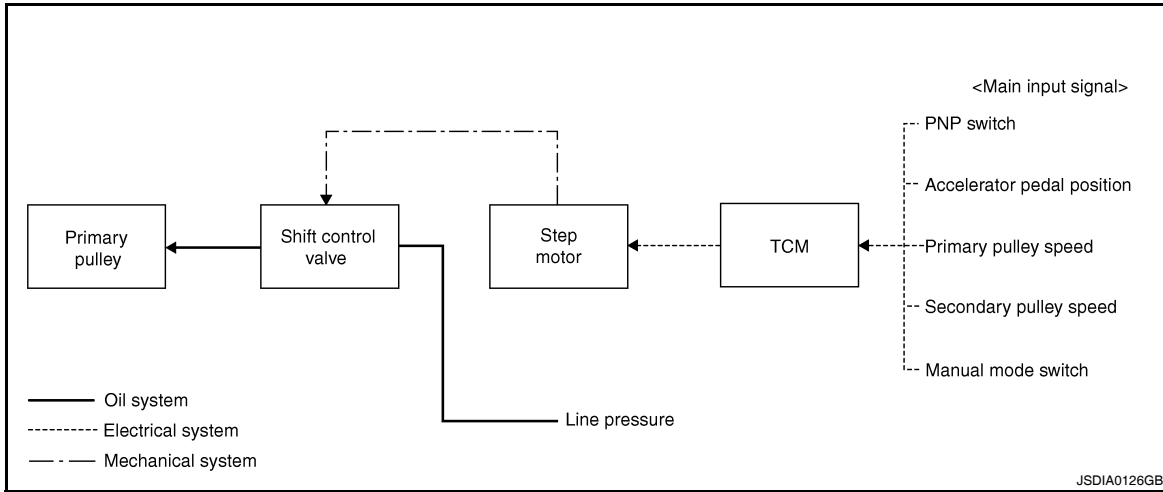 <Main input signal>
PNP switch
Accelerator pedal position
Primary
pulley
Shift control
valve
Step
motor
TCM
Primary pulley speed
Secondary pulley speed
Manual mode switch
Oil system
Line pressure
Electrical system
Mechanical system
JSDIA0126GB